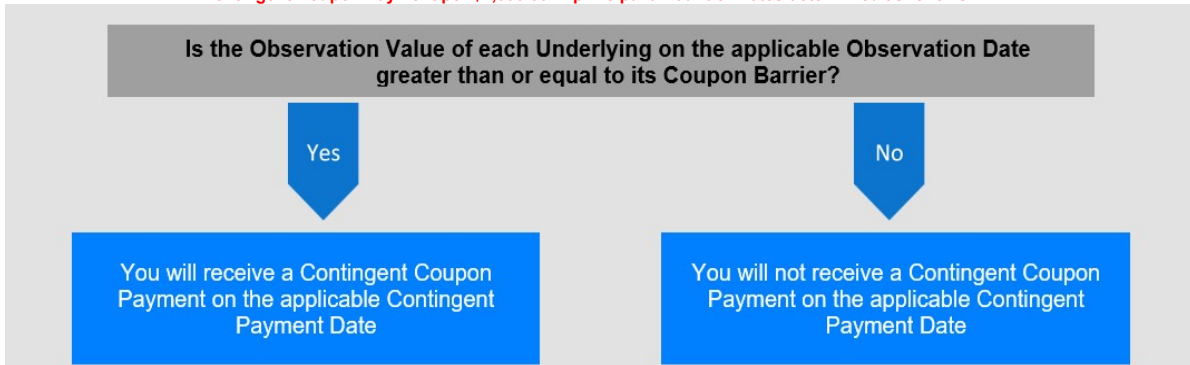 Is the Observation Value of each Underlying on the applicable Observation Date
greater than or equal to its Coupon Barrier?
Yes
No
You will receive a Contingent Coupon
Payment on the applicable Contingent
Payment Date
You will not receive a Contingent Coupon
Payment on the applicable Contingent
Payment Date